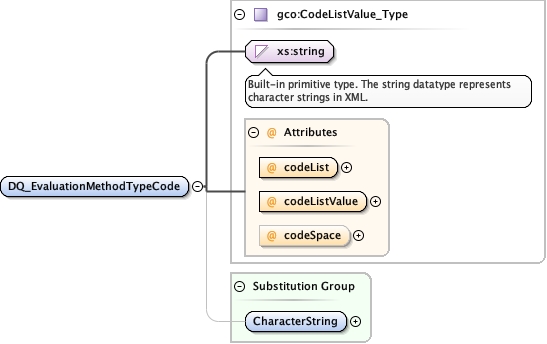 gco:CodeListValue_Type
xs:string
Built-in primitive type. The string datatype represents
character strings in XML.
@ Attributes
@ codeList
DQ_EvaluationMethodTypeCode
@ codeListValue
@ codeSpace
Substitution Group
CharacterString